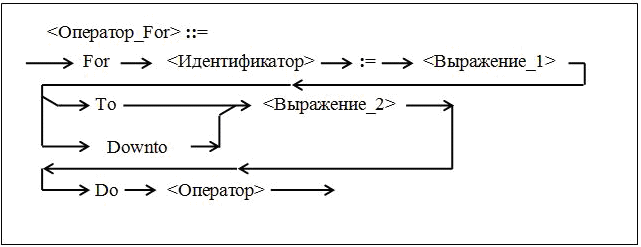 <Оператор_For> ::=
For <Идентификатор> := <Выражение_1>
To <Выражение_2>
Downto
Do <Оператор>